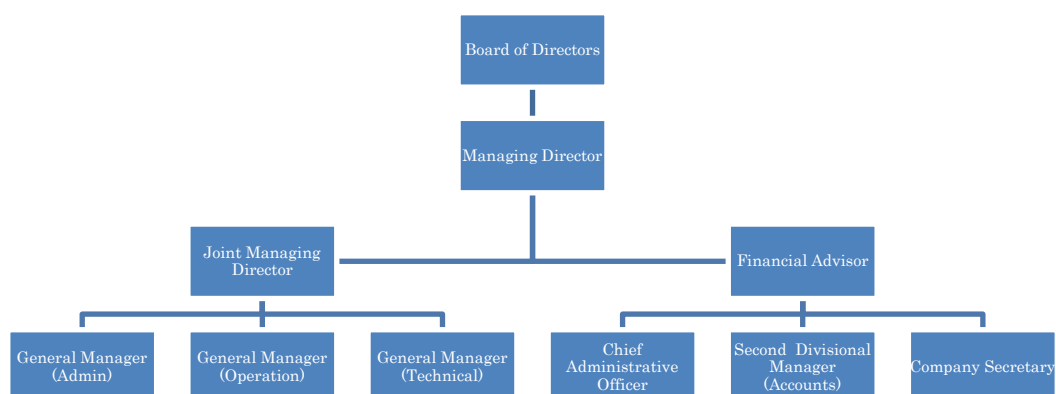 Board of Directors
Managing Director
Joint Managing
Director
Financial Advisor
General Manager
(Admin)
General Manager
(Operation)
General Manager
(Technical)
Chief
Administrative
Officer
Second Divisional
Manager
(Accounts)
Company Secretary